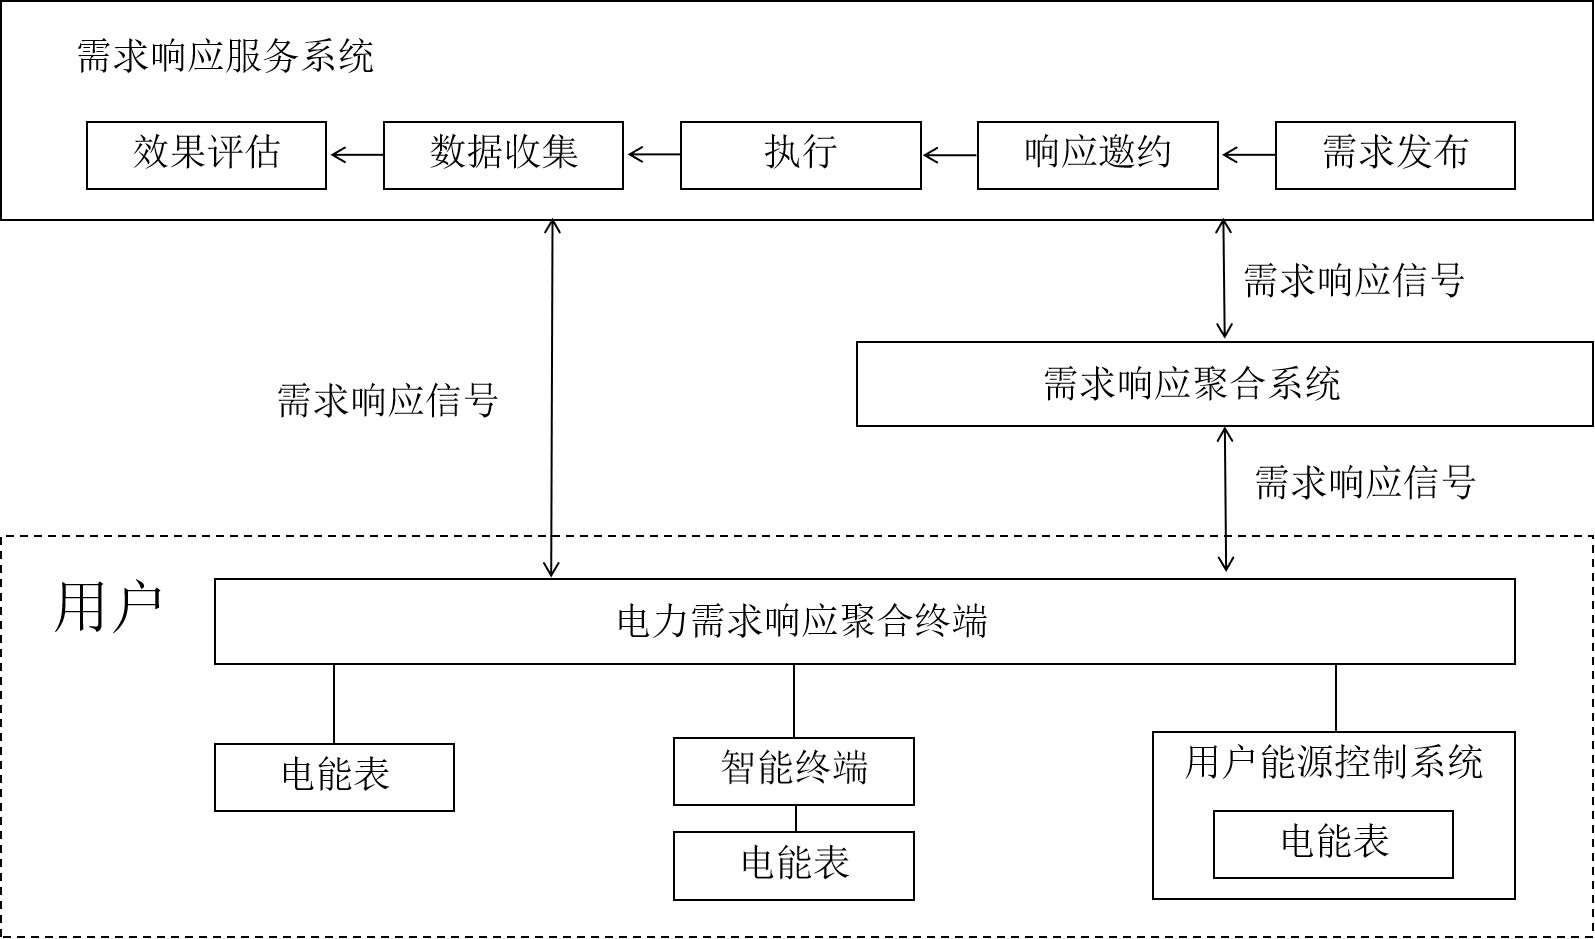 需求响应服务系统
效果评估
数据收集
执行
响应邀约
需求发布
需求响应信号
需求响应聚合系统
需求响应信号
需求响应信号
用户
电力需求响应聚合终端
电能表
智能终端
电能表
用户能源控制系统
电能表